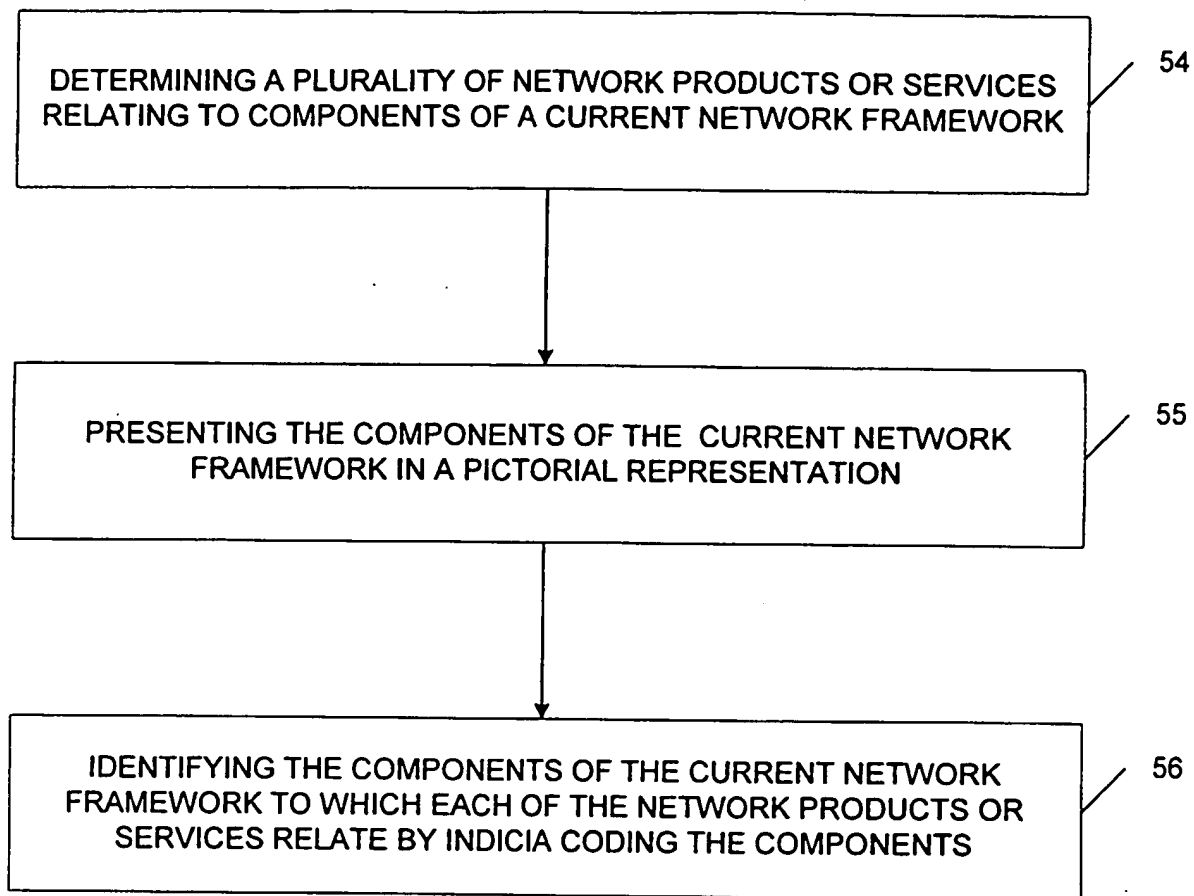 DETERMINING A PLURALITY OF NETWORK PRODUCTS OR SERVICES
RELATING TO COMPONENTS OF A CURRENT NETWORK FRAMEWORK
54
PRESENTING THE COMPONENTS OF THE CURRENT NETWORK
FRAMEWORK IN A PICTORIAL REPRESENTATION
55
IDENTIFYING THE COMPONENTS OF THE CURRENT NETWORK
FRAMEWORK TO WHICH EACH OF THE NETWORK PRODUCTS OR
SERVICES RELATE BY INDICIA CODING THE COMPONENTS
56